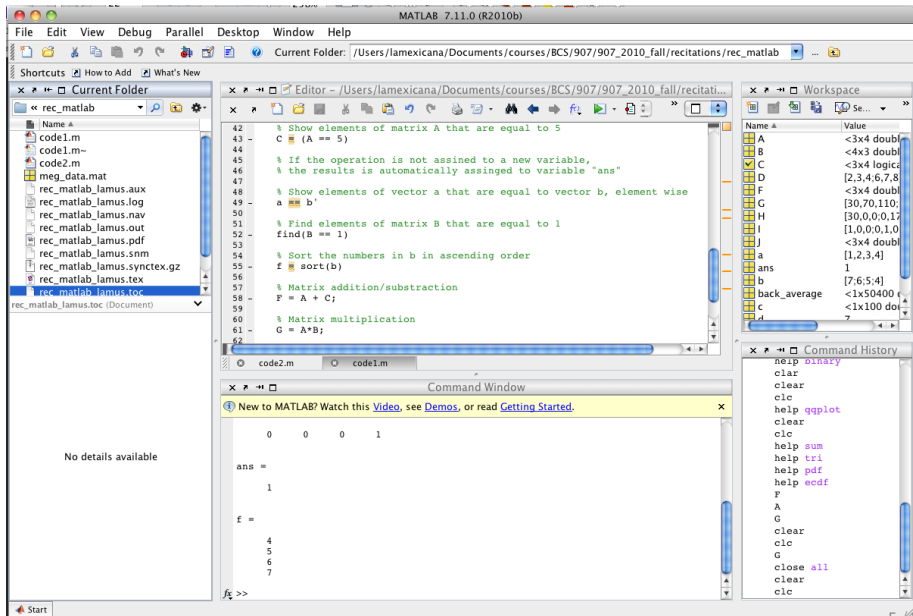 MATLAB 7.11.0 (R2010b)
File Edit View Debug Parallel Desktop Window Help
Current Folder: /Users/lamexicana/Documents/courses/BCS/907/907_2010_fall/recitations/rec_matlab
Shortcuts How to Add What's New
Current Folder
« rec_matlab
Name
code1.m
code1.m~
code2.m
meg_data.mat
rec_matlab_lamus.aux
rec_matlab_lamus.log
rec_matlab_lamus.nav
rec_matlab_lamus.out
rec_matlab_lamus.pdf
rec_matlab_lamus.snm
rec_matlab_lamus.synctex.gz
rec_matlab_lamus.tex
rec_matlab_lamus.toc
rec_matlab_lamus.toc (Document)
No details available
Editor – /Users/lamexicana/Documents/courses/BCS/907/907_2010_fall/recitati...
42 % Show elements of matrix A that are equal to 5
43 – C = (A == 5)
44
45 % If the operation is not assined to a new variable,
46 % the results is automatically assinged to variable "ans"
47
48 % Show elements of vector a that are equal to vector b, element wise
49 – a == b'
50
51 % Find elements of matrix B that are equal to 1
52 – find(B == 1)
53
54 % Sort the numbers in b in ascending order
55 – f = sort(b)
56
57 % Matrix addition/substraction
58 – F = A + C;
59
60 % Matrix multiplication
61 – G = A*B;
62
code2.m code1.m
Command Window
New to MATLAB? Watch this Video, see Demos, or read Getting Started.
0 0 0 1
ans =
1
f =
4
5
6
7
fx >>
Workspace
Se...
Name Value
A <3x4 doubl
B <4x3 doubl
C <3x4 logica
D [2,3,4;6,7,8
F <3x4 doubl
G [30,70,110;
H [30,0,0;0,17
I [1,0,0;0,1,0
J <3x4 doubl
a [1,2,3,4]
ans 1
b [7;6;5;4]
back_average <1x50400
c <1x100 dou
d 7
Command History
help binary
clar
clear
clc
help qqplot
clear
clc
help sum
help tri
help pdf
help ecdf
F
A
G
clear
clc
G
close all
clear
clc
Start